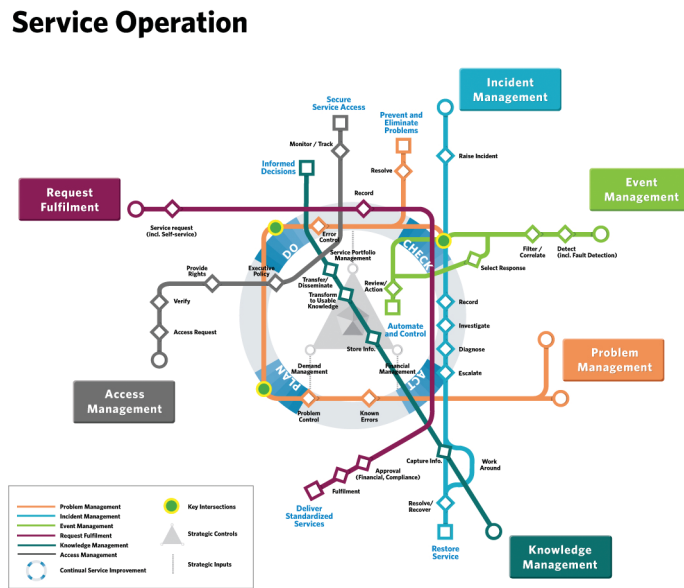 Service Operation
Incident
Management
Secure
Service Access
Prevent and
Eliminate
Problems
Monitor / Track
Raise Incident
Informed
Decisions
Resolve
Event
Management
Request
Fulfilment
Record
Service request
(incl. Self-service)
Error
Control
DO
CHECK
Filter /
Correlate
Detect
(incl. Fault Detection)
Service Portfolio
Management
Select Response
Provide
Rights
Executive
Policy
Transfer/
Disseminate
Review/
Action
Transform
to Usable
Knowledge
Verify
Record
Access Request
Automate
and Control
Investigate
Store Info.
Diagnose
Problem
Management
Demand
Management
Financial
Management
Escalate
PLAN
ACT
Access
Management
Problem
Control
Known
Errors
Capture Info.
Work
Around
Approval
(Financial, Compliance)
Fulfilment
Deliver
Standardized
Services
Resolve/
Recover
Restore
Service
Knowledge
Management
Problem Management
Incident Management
Event Management
Request Fulfilment
Knowledge Management
Access Management
Continual Service Improvement
Key Intersections
Strategic Controls
Strategic Inputs